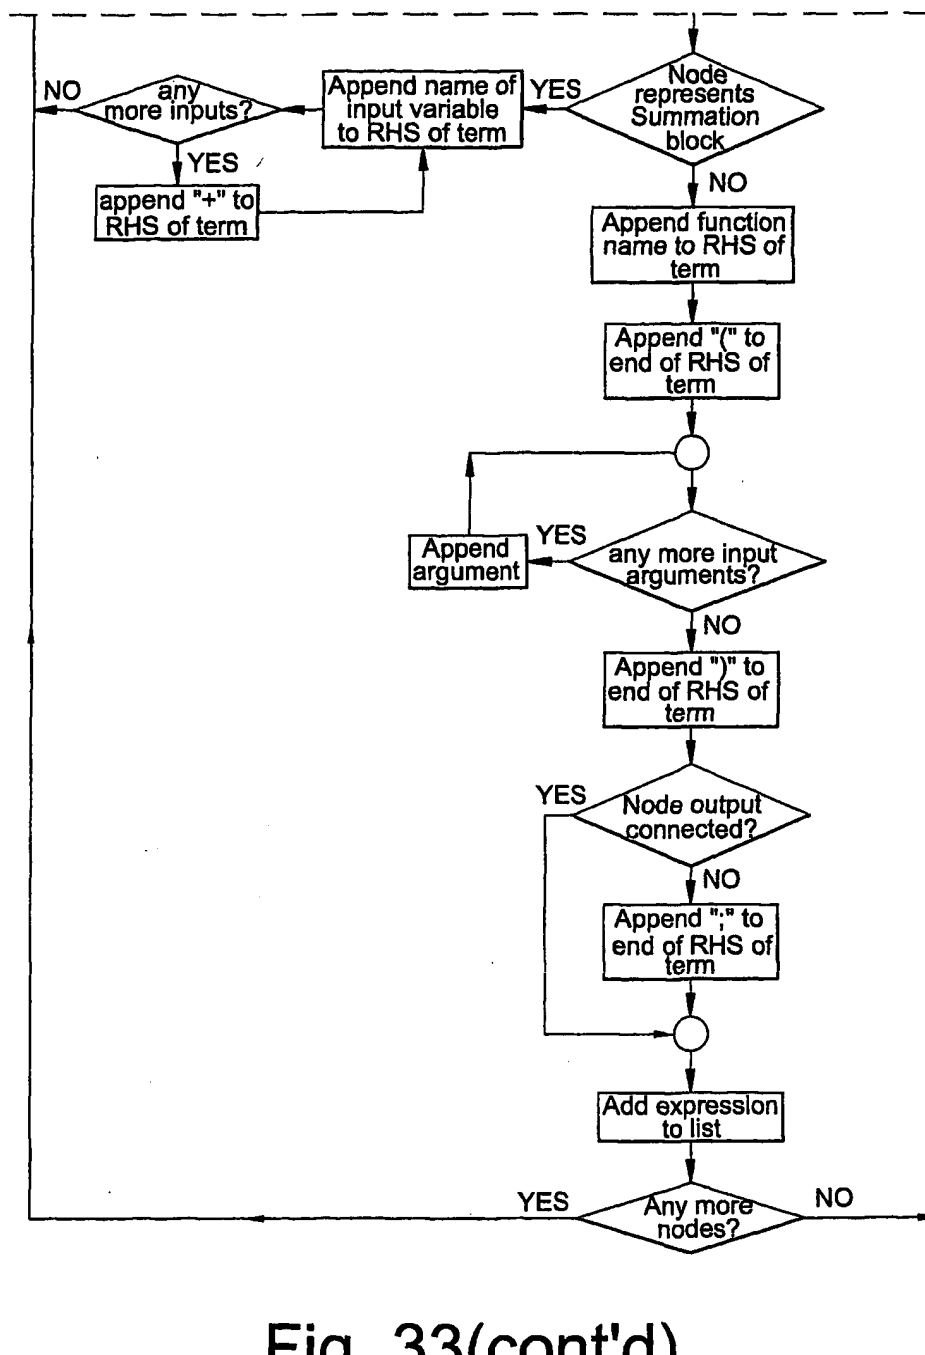 Node
represents
Summation
block
YES
Append name of
input variable
to RHS of term
any
more inputs?
NO
YES
append "+" to
RHS of term
NO
Append function
name to RHS of
term
Append "(" to
end of RHS of
term
any more input
arguments?
YES
Append
argument
NO
Append ")" to
end of RHS of
term
Node output
connected?
YES
NO
Append ";" to
end of RHS of
term
Add expression
to list
Any more
nodes?
YES
NO
Fig. 33(cont'd)